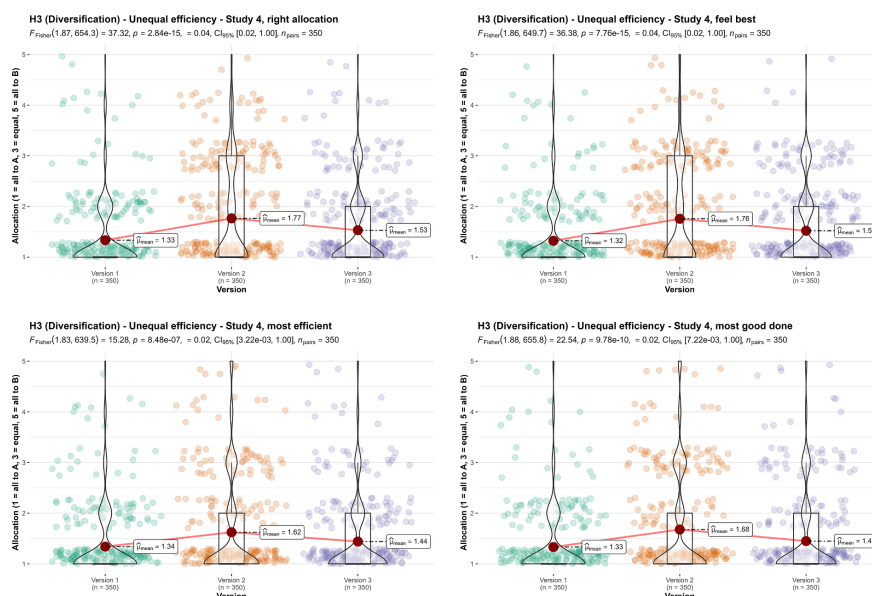 H3 (Diversification) - Unequal efficiency - Study 4, right allocation
F Fisher(1.87, 654.3) = 37.32, p = 2.84e-15, = 0.04, CI95% [0.02, 1.00], npairs = 350
Allocation (1 = all to A, 3 = equal, 5 = all to B)
5
4
3
2
1
μ̂mean = 1.33
μ̂mean = 1.77
μ̂mean = 1.53
Version 1
(n = 350)
Version 2
(n = 350)
Version 3
(n = 350)
Version
H3 (Diversification) - Unequal efficiency - Study 4, feel best
F Fisher(1.86, 649.7) = 36.38, p = 7.76e-15, = 0.04, CI95% [0.02, 1.00], npairs = 350
Allocation (1 = all to A, 3 = equal, 5 = all to B)
5
4
3
2
1
μ̂mean = 1.32
μ̂mean = 1.76
μ̂mean = 1.5
Version 1
(n = 350)
Version 2
(n = 350)
Version 3
(n = 350)
Version
H3 (Diversification) - Unequal efficiency - Study 4, most efficient
F Fisher(1.83, 639.5) = 15.28, p = 8.48e-07, = 0.02, CI95% [3.22e-03, 1.00], npairs = 350
Allocation (1 = all to A, 3 = equal, 5 = all to B)
5
4
3
2
1
μ̂mean = 1.34
μ̂mean = 1.62
μ̂mean = 1.44
Version 1
(n = 350)
Version 2
(n = 350)
Version 3
(n = 350)
Version
H3 (Diversification) - Unequal efficiency - Study 4, most good done
F Fisher(1.88, 655.8) = 22.54, p = 9.78e-10, = 0.02, CI95% [7.22e-03, 1.00], npairs = 350
Allocation (1 = all to A, 3 = equal, 5 = all to B)
5
4
3
2
1
μ̂mean = 1.33
μ̂mean = 1.68
μ̂mean = 1.4
Version 1
(n = 350)
Version 2
(n = 350)
Version 3
(n = 350)
Version